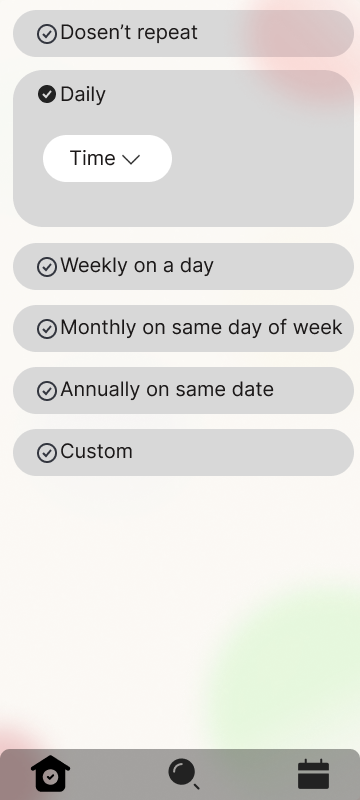 Dosen’t repeat
Daily
Time
Weekly on a day
Monthly on same day of week
Annually on same date
Custom